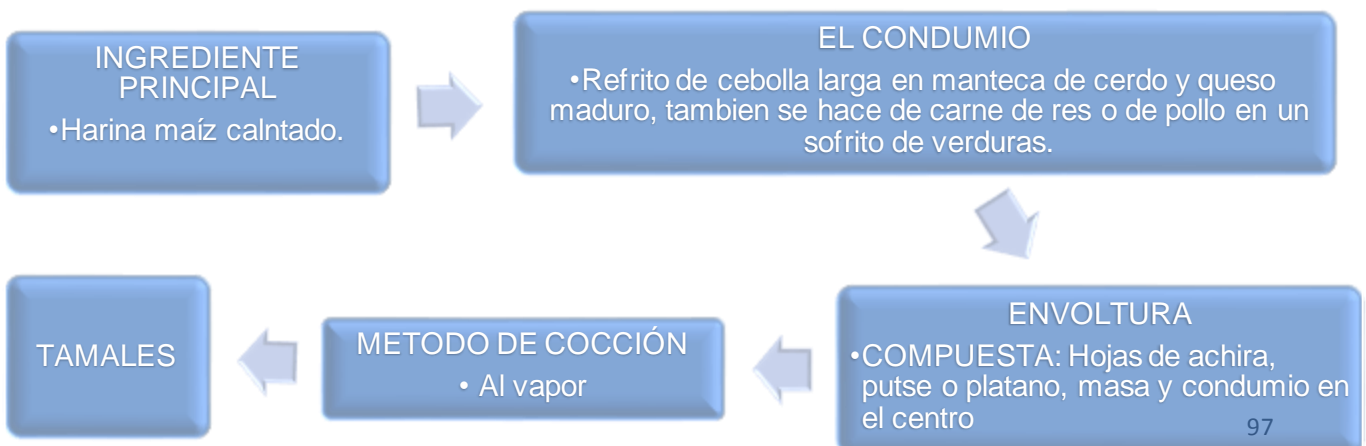 INGREDIENTE
PRINCIPAL
•Harina maíz calntado.
EL CONDUMIO
•Refrito de cebolla larga en manteca de cerdo y queso
maduro, tambien se hace de carne de res o de pollo en un
sofrito de verduras.
ENVOLTURA
•COMPUESTA: Hojas de achira,
putse o platano, masa y condumio en
el centro
METODO DE COCCIÓN
• Al vapor
TAMALES
97